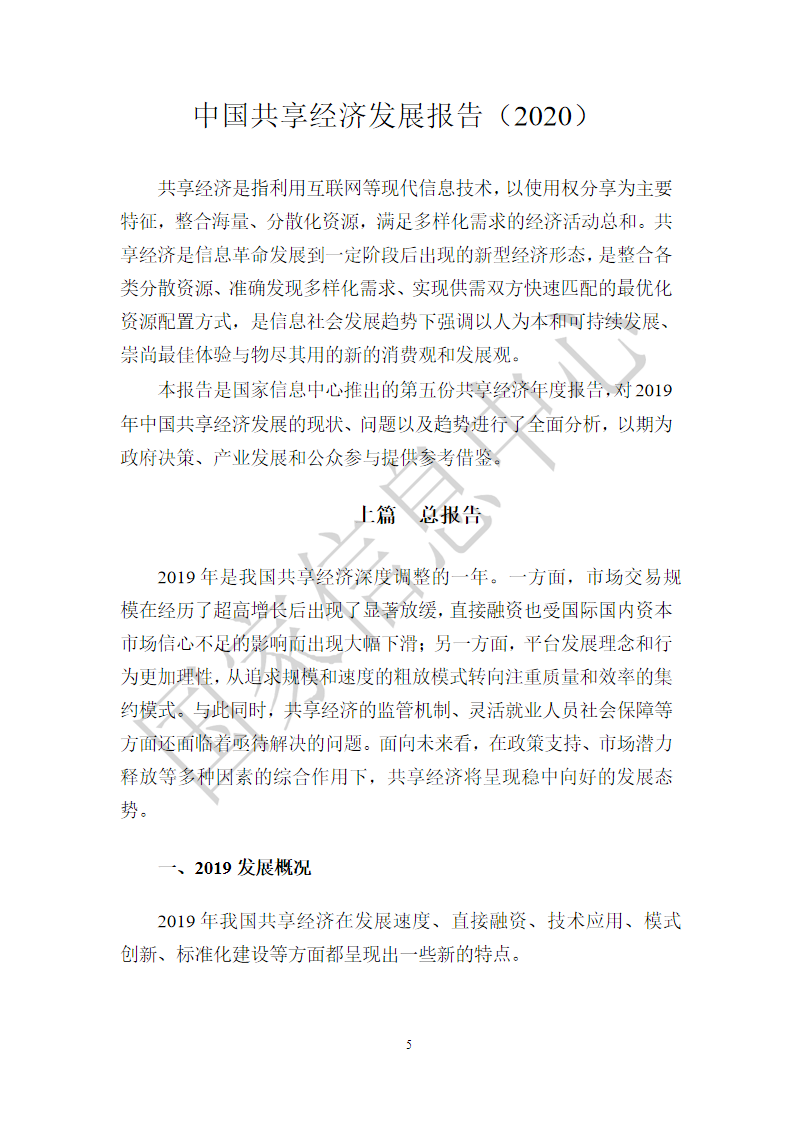 中国共享经济发展报告（2020）
共享经济是指利用互联网等现代信息技术，以使用权分享为主要
特征，整合海量、分散化资源，满足多样化需求的经济活动总和。共
享经济是信息革命发展到一定阶段后出现的新型经济形态，是整合各
类分散资源、准确发现多样化需求、实现供需双方快速匹配的最优化
资源配置方式，是信息社会发展趋势下强调以人为本和可持续发展、
崇尚最佳体验与物尽其用的新的消费观和发展观。
本报告是国家信息中心推出的第五份共享经济年度报告，对 2019
年中国共享经济发展的现状、问题以及趋势进行了全面分析，以期为
政府决策、产业发展和公众参与提供参考借鉴。
上篇　总报告
2019 年是我国共享经济深度调整的一年。一方面，市场交易规
模在经历了超高增长后出现了显著放缓，直接融资也受国际国内资本
市场信心不足的影响而出现大幅下滑；另一方面，平台发展理念和行
为更加理性，从追求规模和速度的粗放模式转向注重质量和效率的集
约模式。与此同时，共享经济的监管机制、灵活就业人员社会保障等
方面还面临着亟待解决的问题。面向未来看，在政策支持、市场潜力
释放等多种因素的综合作用下，共享经济将呈现稳中向好的发展态
势。
一、2019 发展概况
2019 年我国共享经济在发展速度、直接融资、技术应用、模式
创新、标准化建设等方面都呈现出一些新的特点。
5
国家信息中心